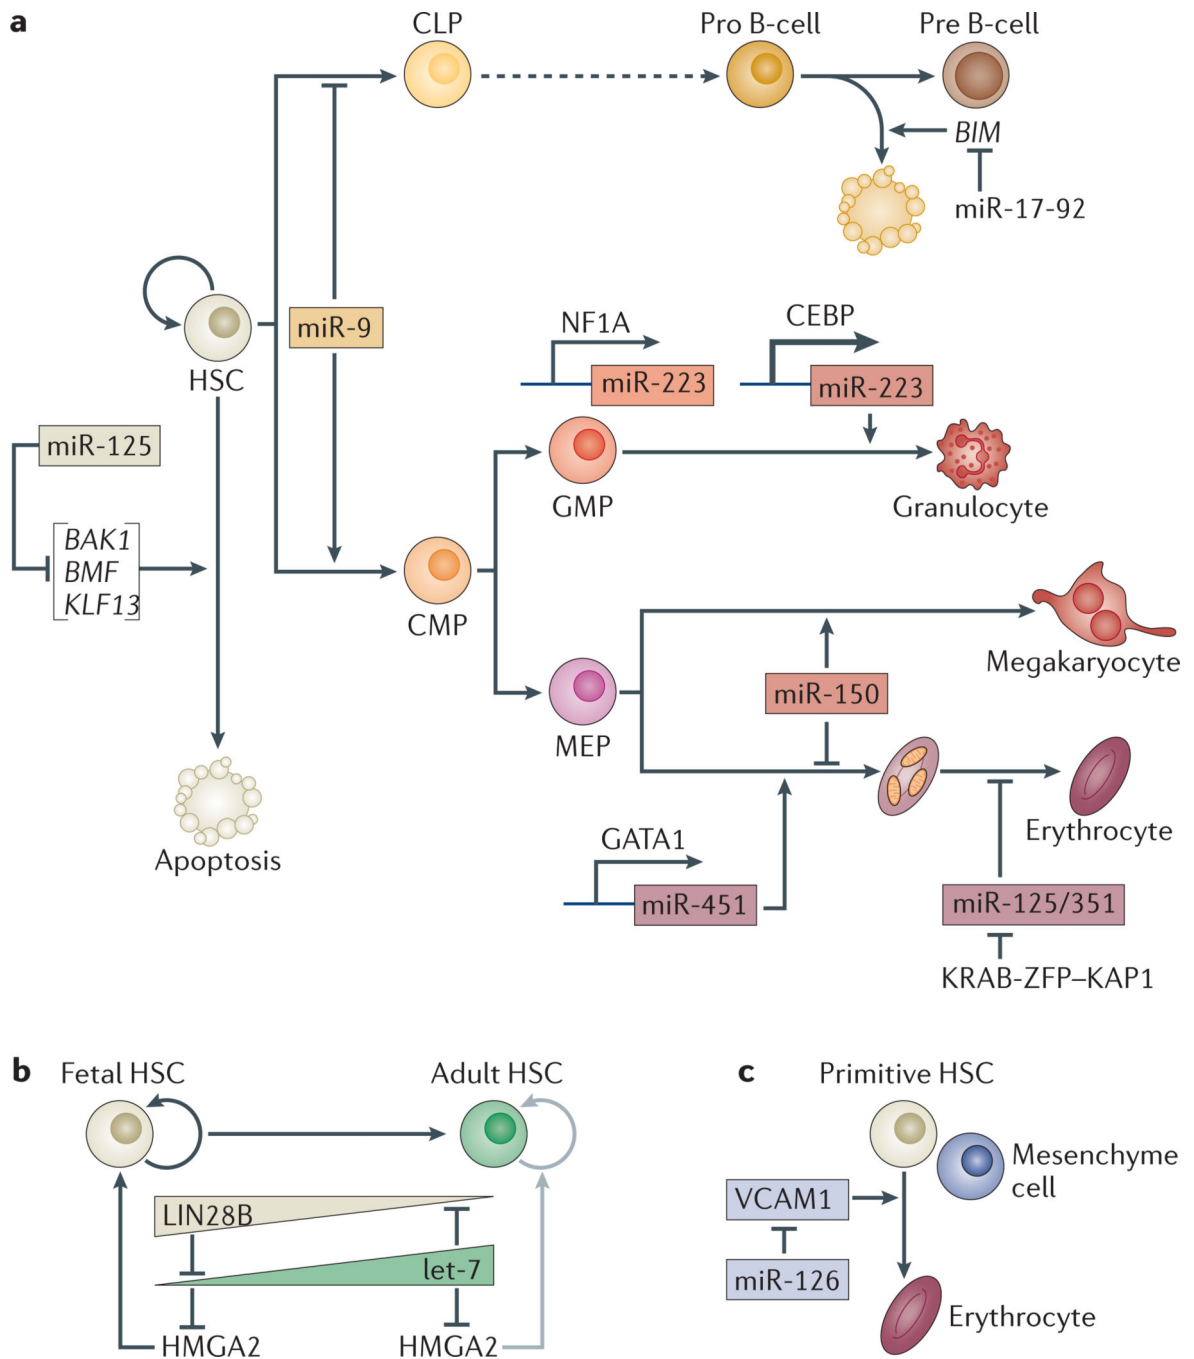 a
CLP
Pro B-cell
Pre B-cell
BIM
miR-17-92
miR-9
HSC
NF1A
miR-223
CEBP
miR-223
miR-125
GMP
Granulocyte
BAK1
BMF
KLF13
CMP
Megakaryocyte
miR-150
MEP
Erythrocyte
GATA1
Apoptosis
miR-451
miR-125/351
KRAB-ZFP–KAP1
b
Fetal HSC
Adult HSC
LIN28B
let-7
HMGA2
HMGA2
c
Primitive HSC
Mesenchyme
cell
VCAM1
miR-126
Erythrocyte